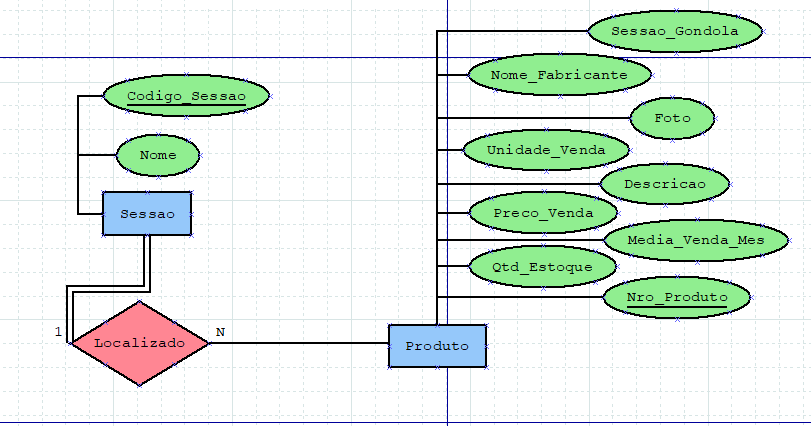 Sessao_Gondola
Nome_Fabricante
Codigo_Sessao
Foto
Unidade_Venda
Nome
Descricao
Preco_Venda
Sessao
Media_Venda_Mes
Qtd_Estoque
Nro_Produto
1
N
Localizado
Produto